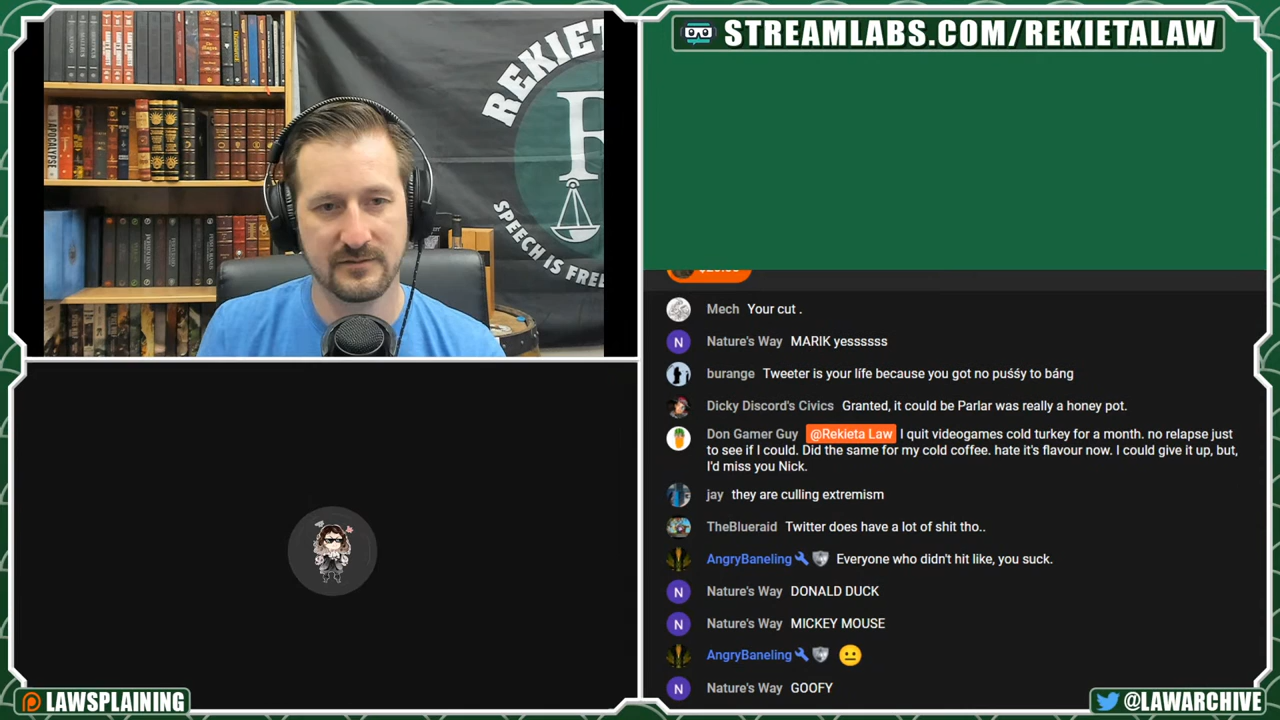 STREAMLABS.COM/REKIETALAW
REKIET
R
SPEECH IS FREE
APOCALYPSE
Mech Your cut .
N Nature's Way MARIK yessssss
burange Tweeter is your lífe because you got no puśśy to báng
Dicky Discord's Civics Granted, it could be Parlar was really a honey pot.
Don Gamer Guy @Rekieta Law I quit videogames cold turkey for a month. no relapse just
to see if I could. Did the same for my cold coffee. hate it's flavour now. I could give it up, but,
I'd miss you Nick.
jay they are culling extremism
TheBlueraid Twitter does have a lot of shit tho..
AngryBaneling Everyone who didn't hit like, you suck.
N Nature's Way DONALD DUCK
N Nature's Way MICKEY MOUSE
AngryBaneling 😐
N Nature's Way GOOFY
LAWSPLAINING
@LAWARCHIVE